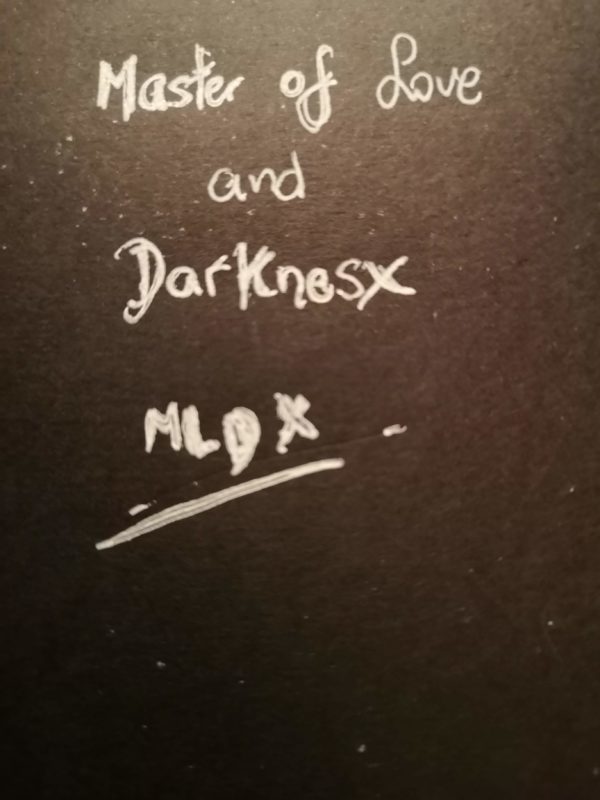 Master of Love
and
Darknesx
MLDX